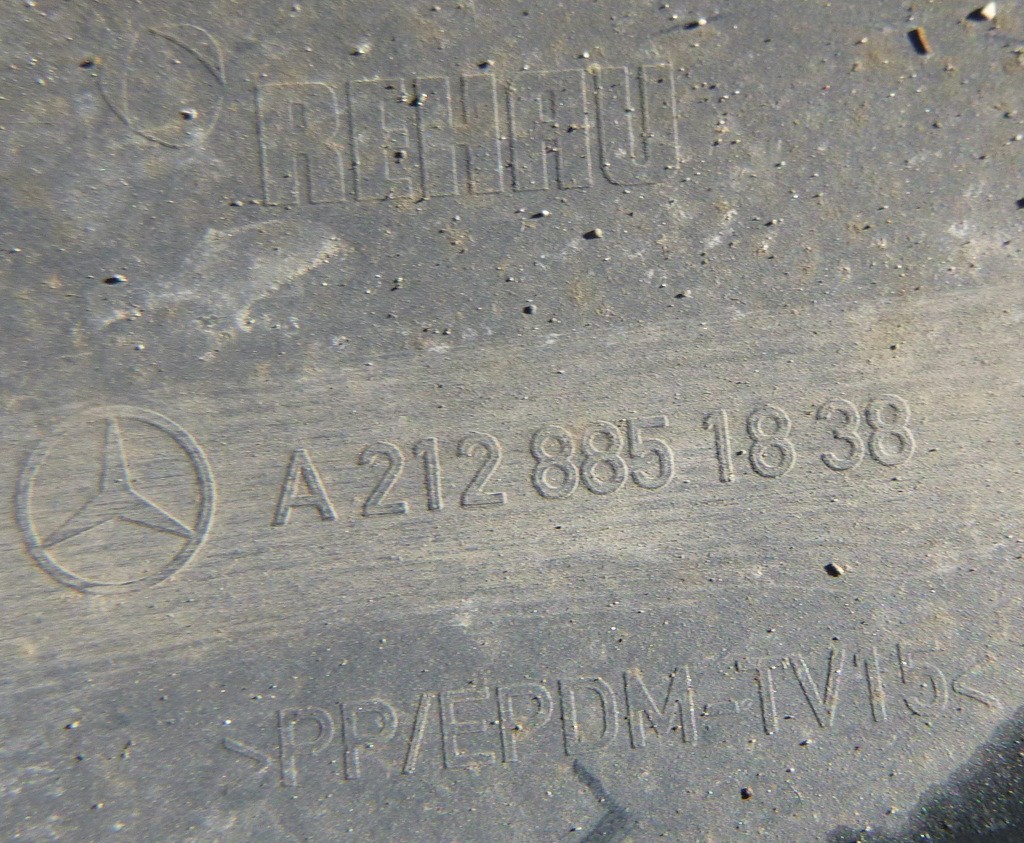 REHAU
A 212 885 18 38
>PP/EPDM-TV15<